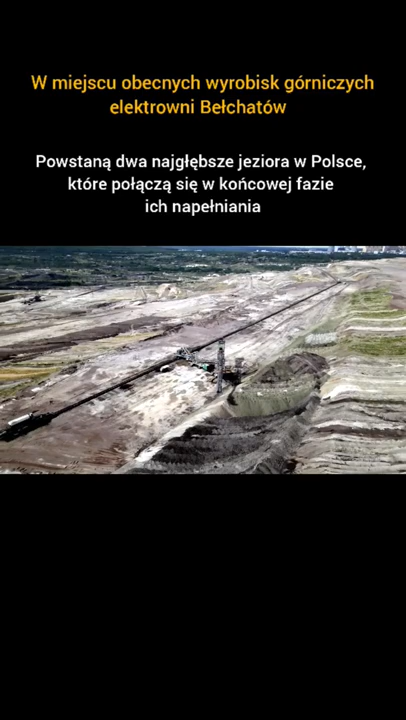 W miejscu obecnych wyrobisk górniczych
elektrowni Bełchatów
Powstaną dwa najgłębsze jeziora w Polsce,
które połączą się w końcowej fazie
ich napełniania